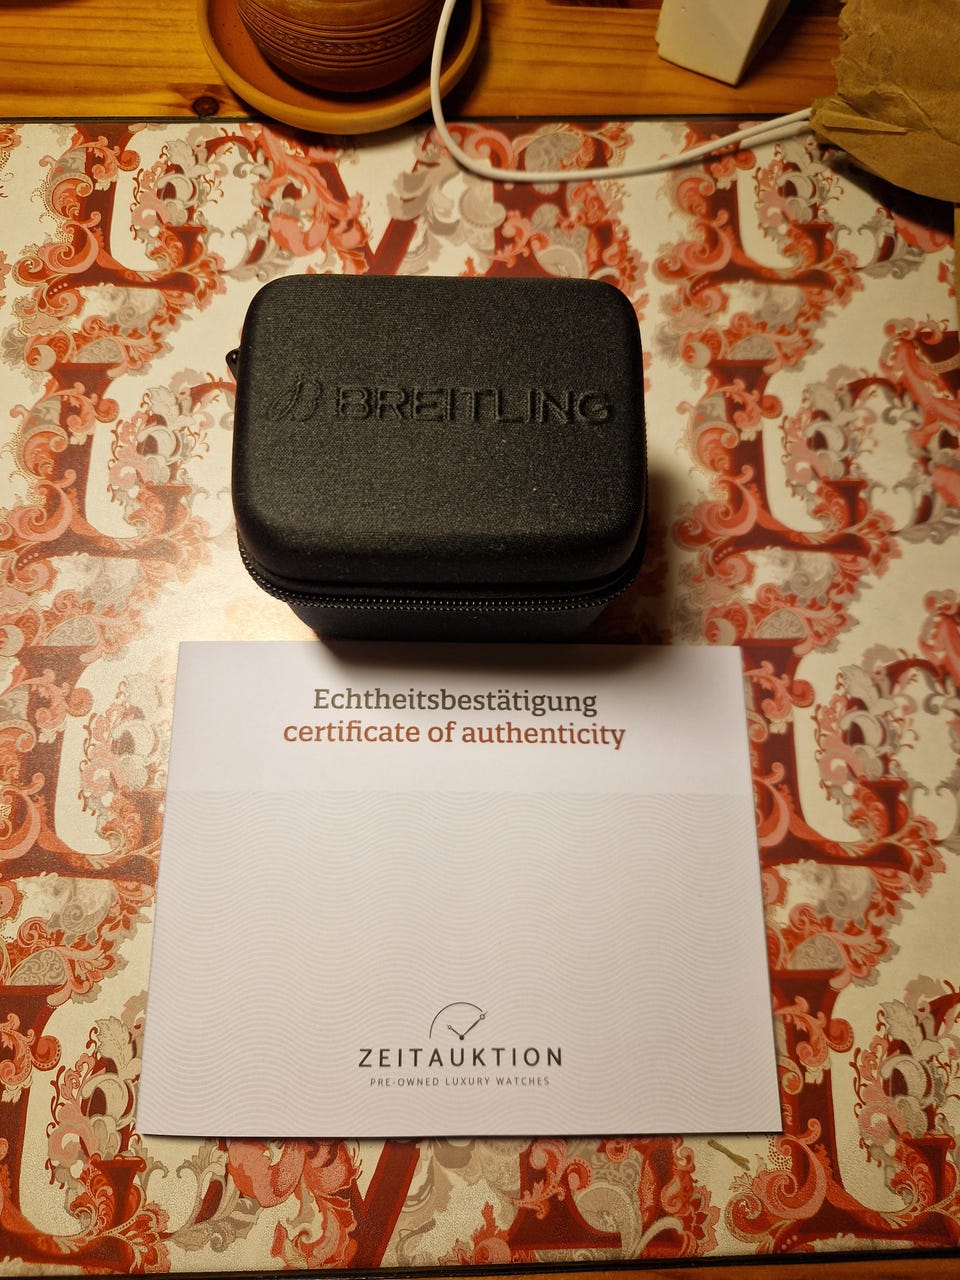 BREITLING
Echtheitsbestätigung
certificate of authenticity
ZEITAUKTION
PRE-OWNED LUXURY WATCHES